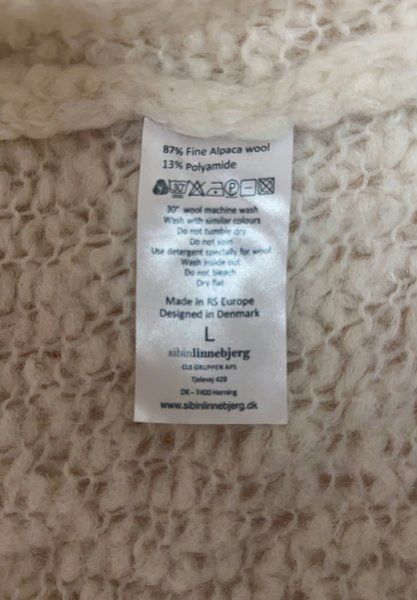 87% Fine Alpaca wool
13% Polyamide
30°
P
30° wool machine wash
Wash with similar colours
Do not tumble dry
Do not spin
Use detergent specially for wool
Wash inside out
Do not bleach
Dry flat
Made in RS Europe
Designed in Denmark
L
sibinlinnebjerg
CLS GRUPPEN APS
Tjelevej 42B
DK – 7400 Herning
www.sibinlinnebjerg.dk